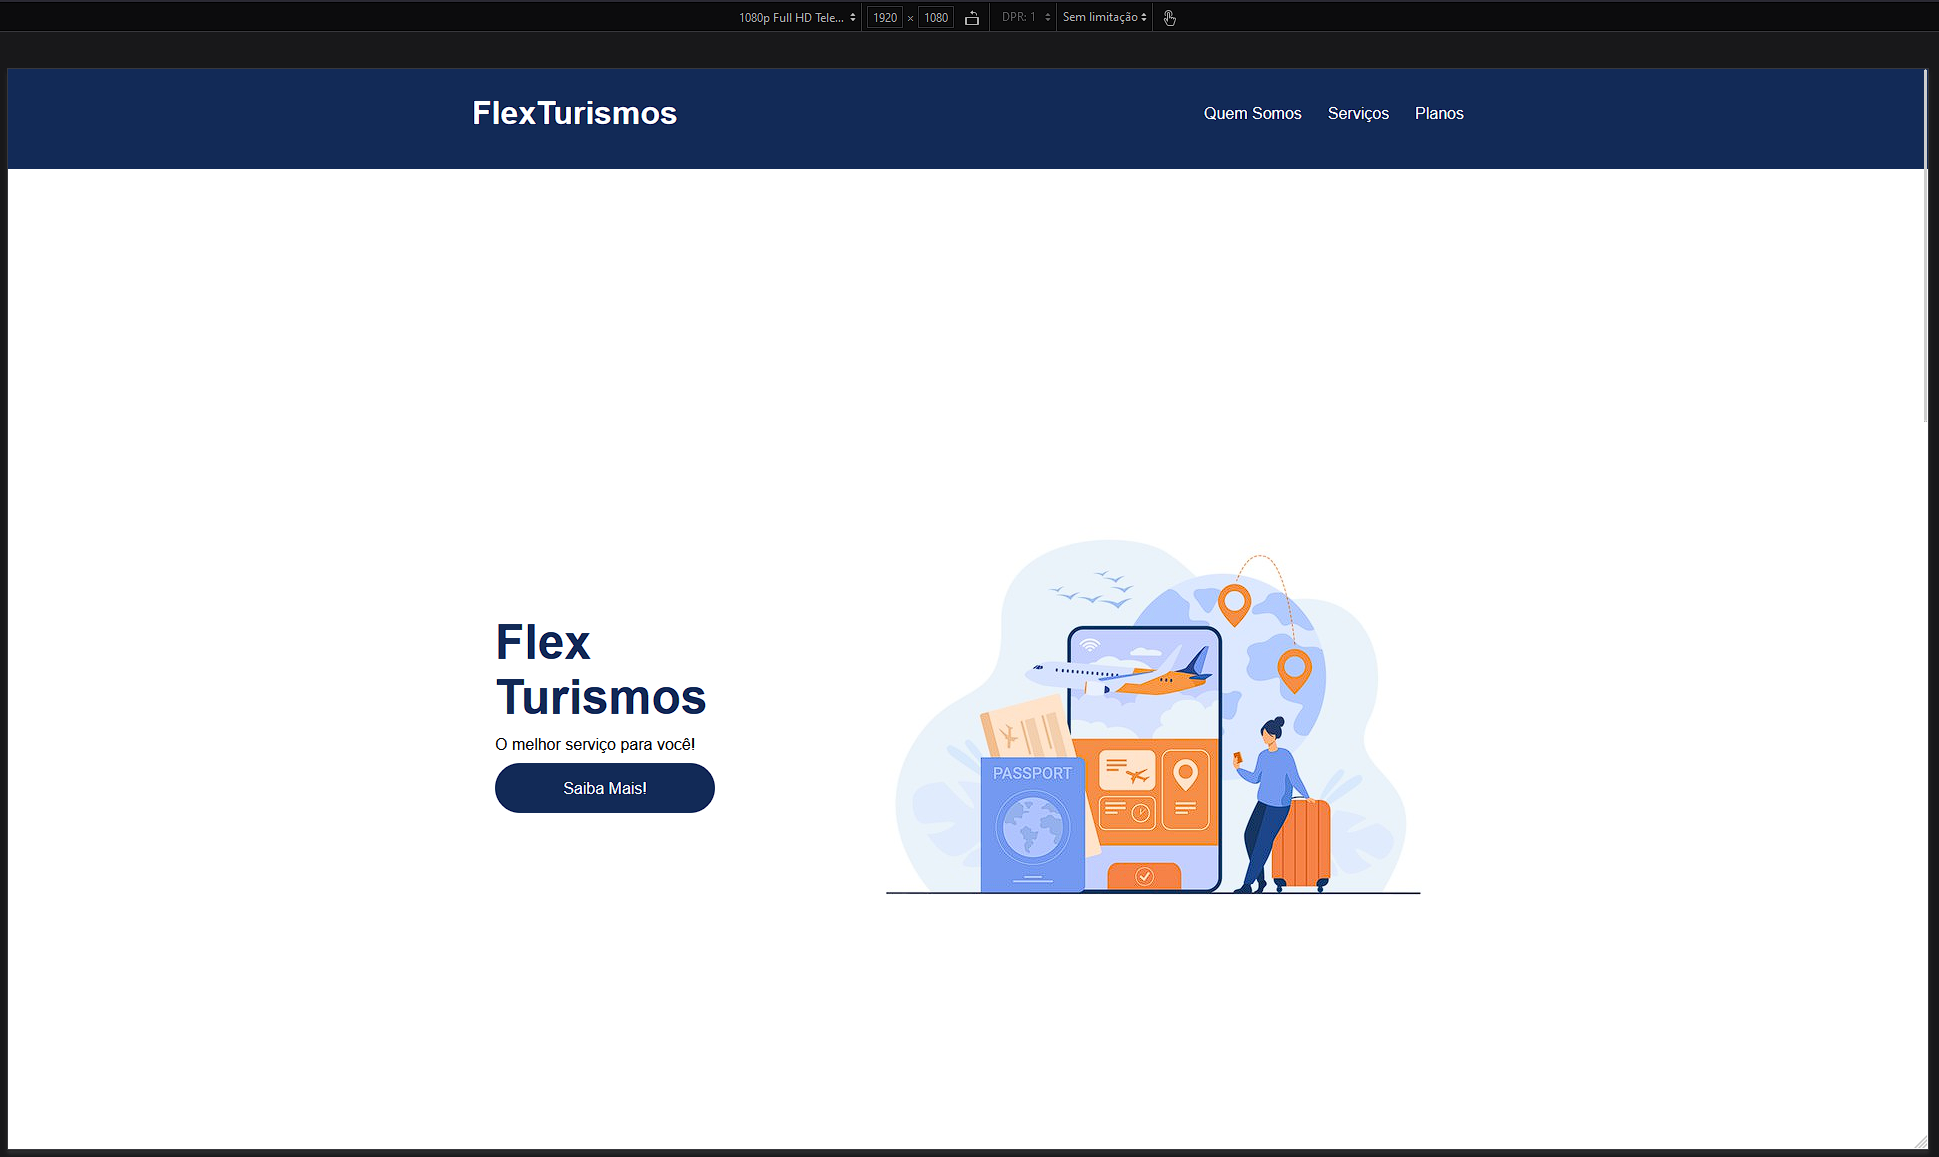 1080p Full HD Tele... 1920 × 1080 DPR: 1 Sem limitação
FlexTurismos Quem Somos Serviços Planos
Flex
Turismos
O melhor serviço para você!
Saiba Mais!
PASSPORT